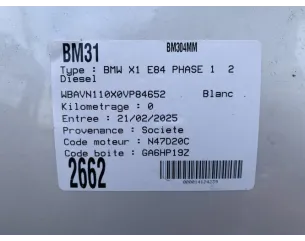 BM31 BM304MM
Type : BMW X1 E84 PHASE 1 2
Diesel
WBAVN110X0VP84652 Blanc
Kilometrage : 0
Entree : 21/02/2025
Provenance : Societe
Code moteur : N47D20C
Code boite : GA6HP19Z
2662